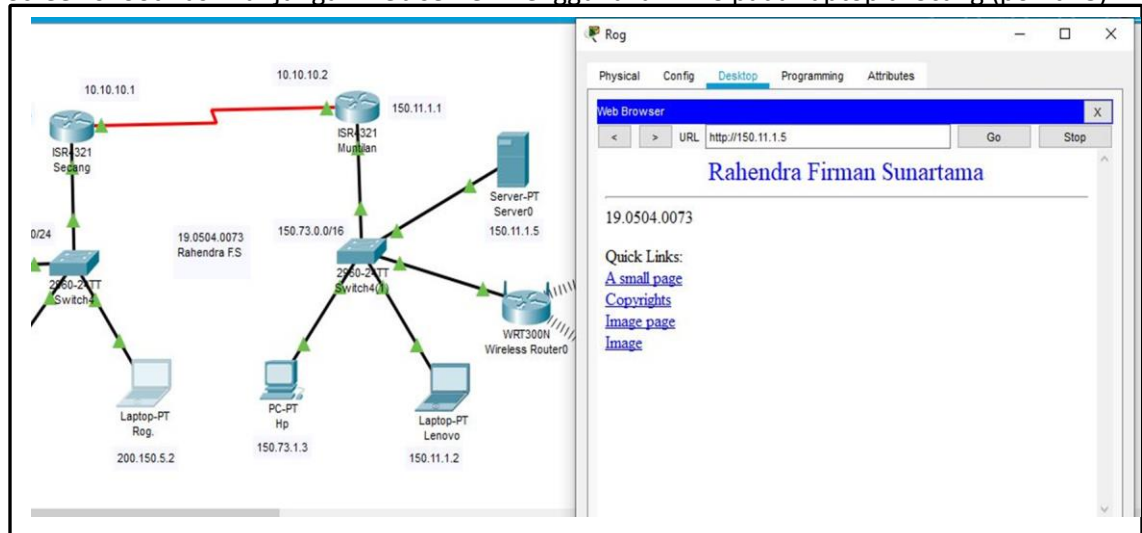 Rog
Physical Config Desktop Programming Attributes
Web Browser
X
< > URL http://150.11.1.5 Go Stop
Rahendra Firman Sunartama
19.0504.0073
Quick Links:
A small page
Copyrights
Image page
Image
10.10.10.1
10.10.10.2
150.11.1.1
ISR4321
Secang
ISR4321
Muntilan
Server-PT
Server0
150.11.1.5
0/24
19.0504.0073
Rahendra F.S
150.73.0.0/16
2960-24TT
Switch4
2960-24TT
Switch4(1)
WRT300N
Wireless Router0
Laptop-PT
Rog.
200.150.5.2
PC-PT
Hp
150.73.1.3
Laptop-PT
Lenovo
150.11.1.2